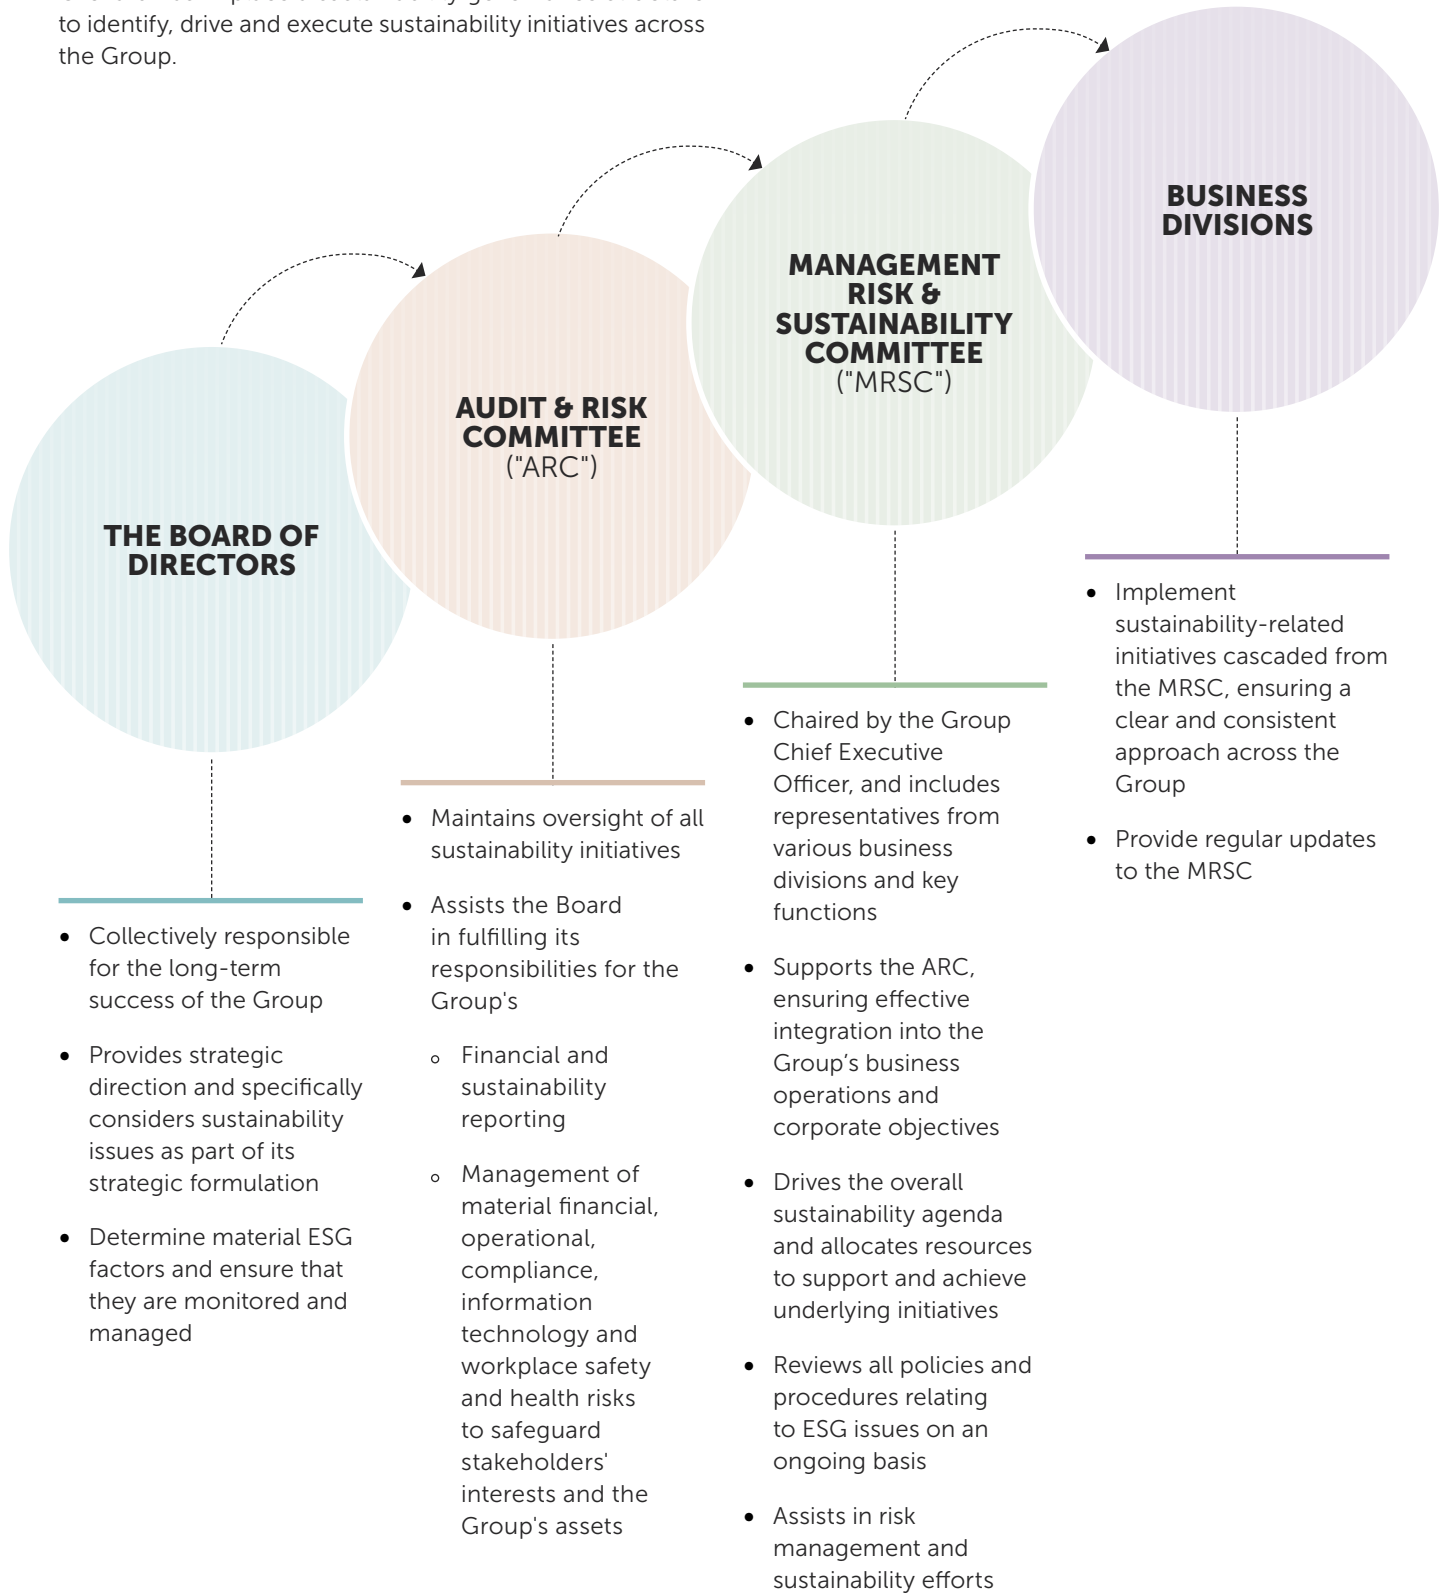 to identify, drive and execute sustainability initiatives across
the Group.
THE BOARD OF
DIRECTORS
• Collectively responsible
for the long-term
success of the Group
• Provides strategic
direction and specifically
considers sustainability
issues as part of its
strategic formulation
• Determine material ESG
factors and ensure that
they are monitored and
managed
AUDIT & RISK
COMMITTEE
("ARC")
• Maintains oversight of all
sustainability initiatives
• Assists the Board
in fulfilling its
responsibilities for the
Group's
o Financial and
sustainability
reporting
o Management of
material financial,
operational,
compliance,
information
technology and
workplace safety
and health risks
to safeguard
stakeholders'
interests and the
Group's assets
MANAGEMENT
RISK &
SUSTAINABILITY
COMMITTEE
("MRSC")
• Chaired by the Group
Chief Executive
Officer, and includes
representatives from
various business
divisions and key
functions
• Supports the ARC,
ensuring effective
integration into the
Group’s business
operations and
corporate objectives
• Drives the overall
sustainability agenda
and allocates resources
to support and achieve
underlying initiatives
• Reviews all policies and
procedures relating
to ESG issues on an
ongoing basis
• Assists in risk
management and
sustainability efforts
BUSINESS
DIVISIONS
• Implement
sustainability-related
initiatives cascaded from
the MRSC, ensuring a
clear and consistent
approach across the
Group
• Provide regular updates
to the MRSC